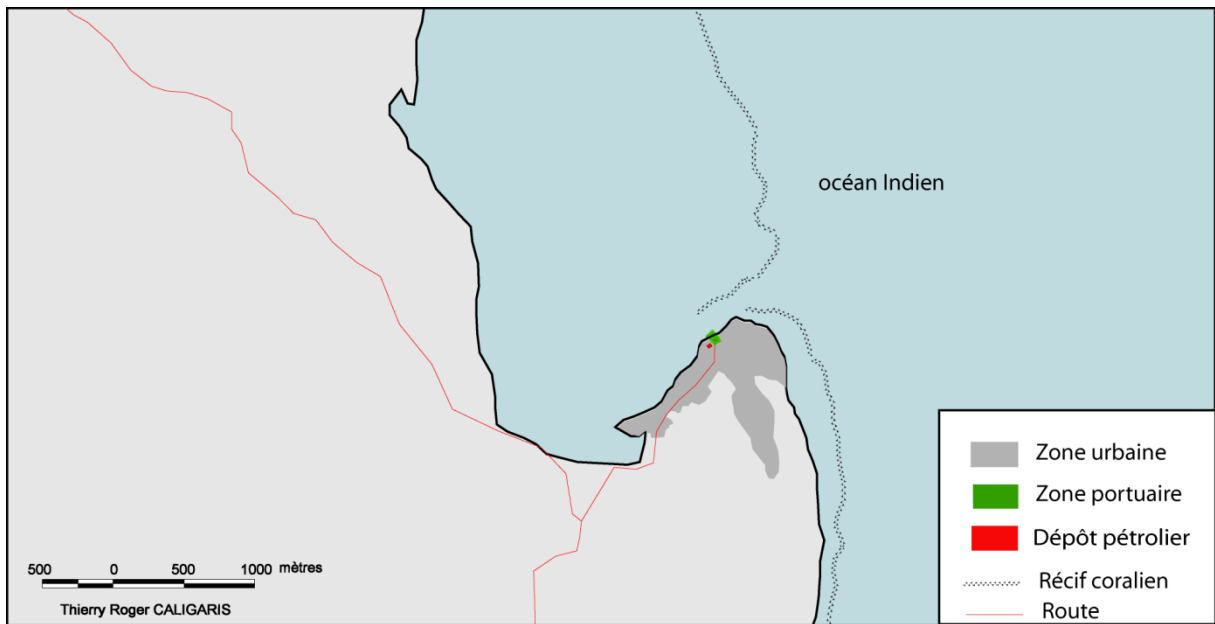 océan Indien
Zone urbaine
Zone portuaire
Dépôt pétrolier
Récif coralien
Route
500 0 500 1000 mètres
Thierry Roger CALIGARIS